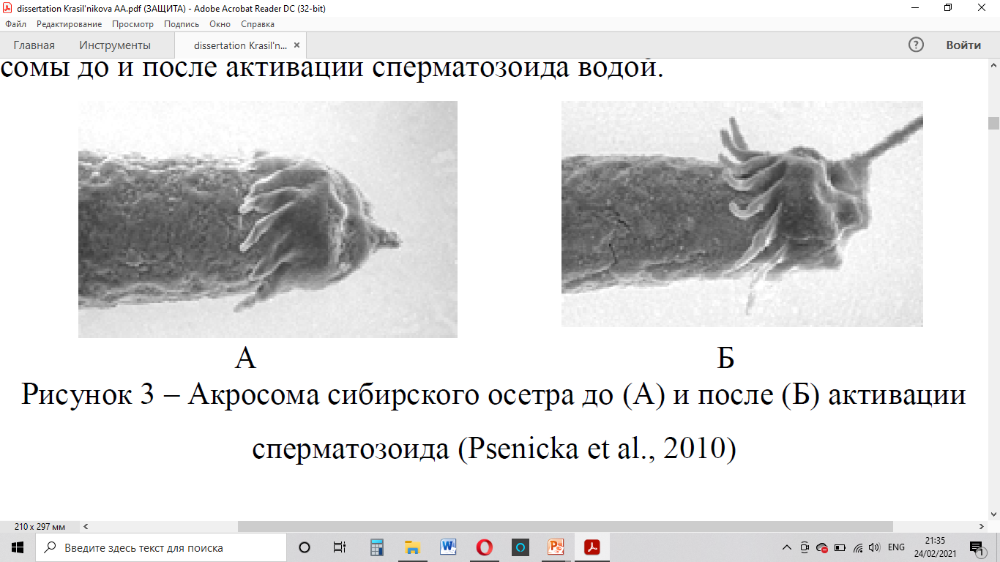 dissertation Krasil'nikova AA.pdf (ЗАЩИТА) - Adobe Acrobat Reader DC (32-bit)
Файл Редактирование Просмотр Подпись Окно Справка
Главная Инструменты dissertation Krasil'n... × ? Войти
сомы до и после активации сперматозоида водой.
А Б
Рисунок 3 – Акросома сибирского осетра до (А) и после (Б) активации
сперматозоида (Psenicka et al., 2010)
210 x 297 мм
Введите здесь текст для поиска
ENG
21:35
24/02/2021
1